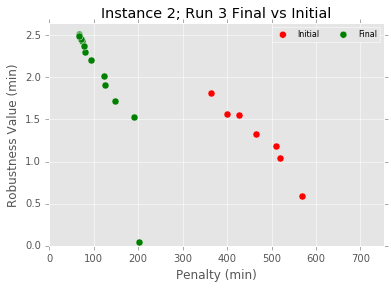 Instance 2; Run 3 Final vs Initial
Initial Final
2.5
2.0
1.5
1.0
0.5
0.0
Robustness Value (min)
0 100 200 300 400 500 600 700
Penalty (min)